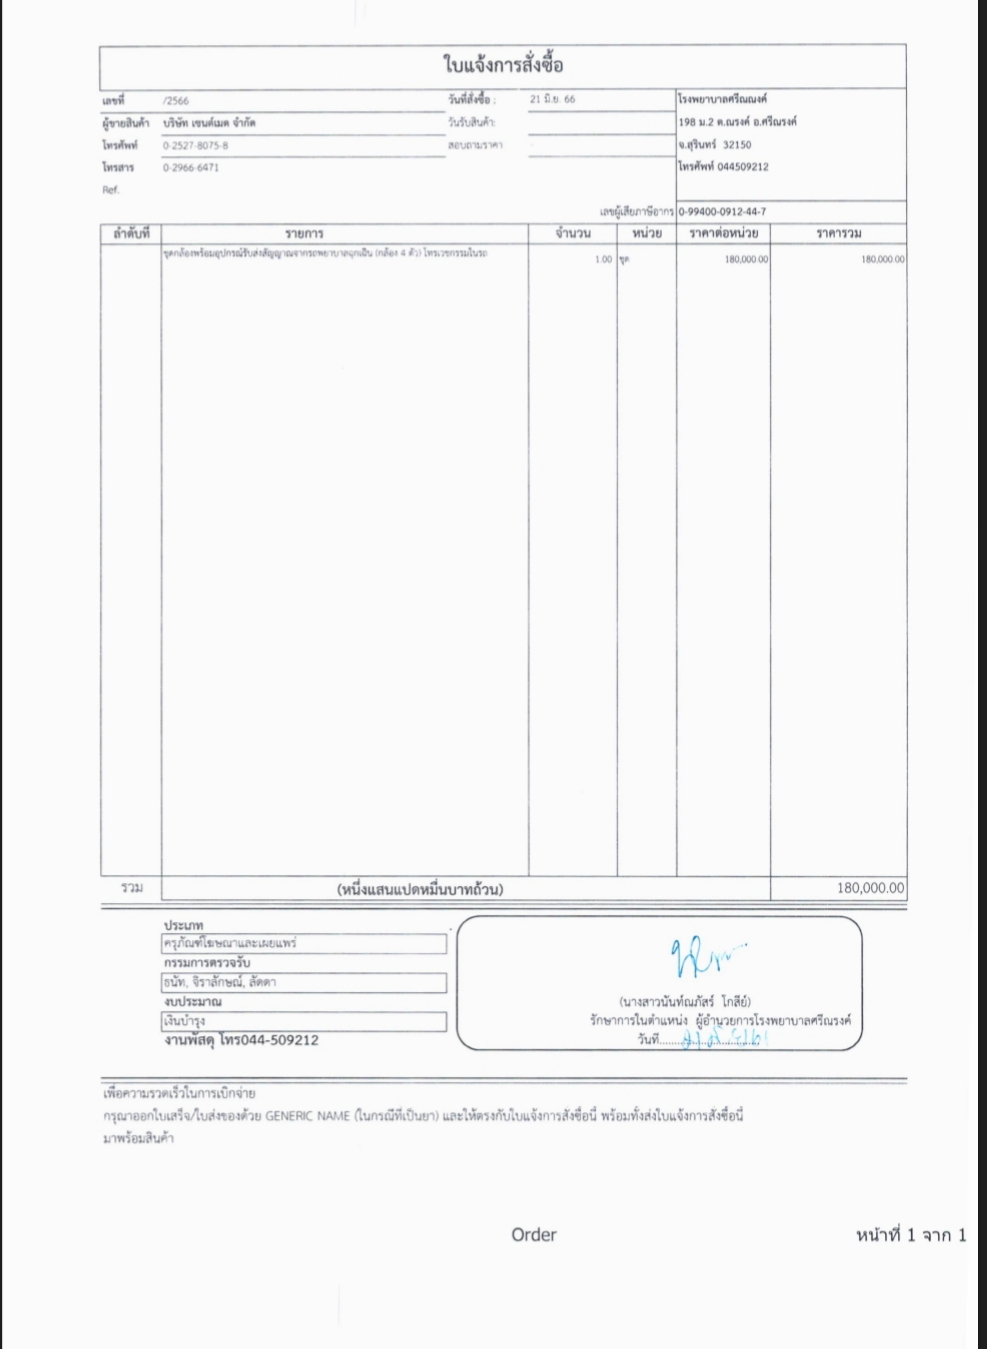 ใบแจ้งการสั่งซื้อ
เลขที่ /2566 วันที่สั่งซื้อ : 21 มิ.ย. 66 โรงพยาบาลศรีณณงค์
ผู้ขายสินค้า บริษัท เซนต์เมด จำกัด วันรับสินค้า: 198 ม.2 ต.ณรงค์ อ.ศรีณรงค์
โทรศัพท์ 0-2527-8075-8 สอบถามราคา จ.สุรินทร์ 32150
โทรสาร 0-2966-6471 โทรศัพท์ 044509212
Ref.
เลขผู้เสียภาษีอากร 0-99400-0912-44-7
ลำดับที่ รายการ จำนวน หน่วย ราคาต่อหน่วย ราคารวม
ชุดกล้องพร้อมอุปกรณ์รับส่งสัญญาณจากรถพยาบาลฉุกเฉิน (กล้อง 4 ตัว) โทรเวชกรรมในรถ 1.00 ชุด 180,000.00 180,000.00
รวม (หนึ่งแสนแปดหมื่นบาทถ้วน) 180,000.00
ประเภท
ครุภัณฑ์โฆษณาและเผยแพร่
กรรมการตรวจรับ
ธนัท, จิราลักษณ์, ลัดดา
งบประมาณ
เงินบำรุง
งานพัสดุ โทร044-509212
(นางสาวนันท์ณภัสร์ โกสีย์)
รักษาการในตำแหน่ง ผู้อำนวยการโรงพยาบาลศรีณรงค์
วันที่
เพื่อความรวดเร็วในการเบิกจ่าย
กรุณาออกใบเสร็จ/ใบส่งของด้วย GENERIC NAME (ในกรณีที่เป็นยา) และให้ตรงกับใบแจ้งการสั่งซื้อนี้ พร้อมทั้งส่งใบแจ้งการสั่งซื้อนี้
มาพร้อมสินค้า
Order หน้าที่ 1 จาก 1